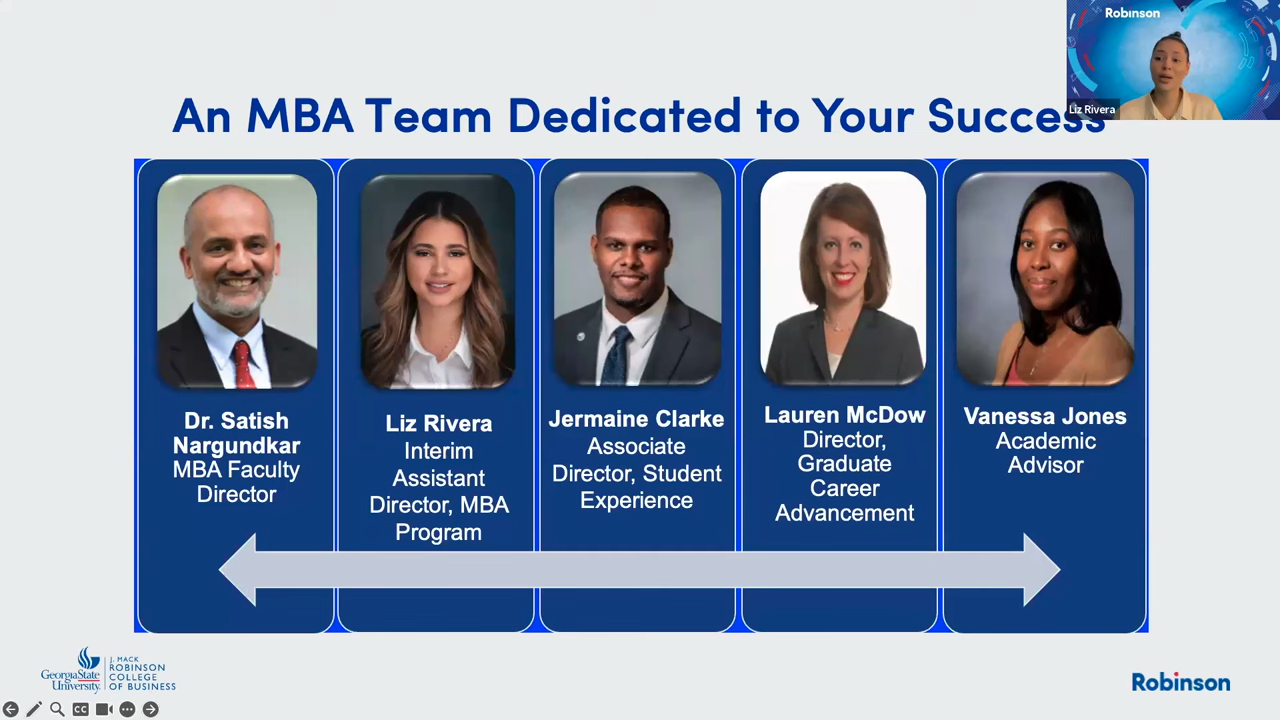 Robinson
Liz Rivera
An MBA Team Dedicated to Your Success
Dr. Satish
Nargundkar
MBA Faculty
Director
Liz Rivera
Interim
Assistant
Director, MBA
Program
Jermaine Clarke
Associate
Director, Student
Experience
Lauren McDow
Director,
Graduate
Career
Advancement
Vanessa Jones
Academic
Advisor
GeorgiaState
University
J. MACK
ROBINSON
COLLEGE
OF BUSINESS
CC
Robinson